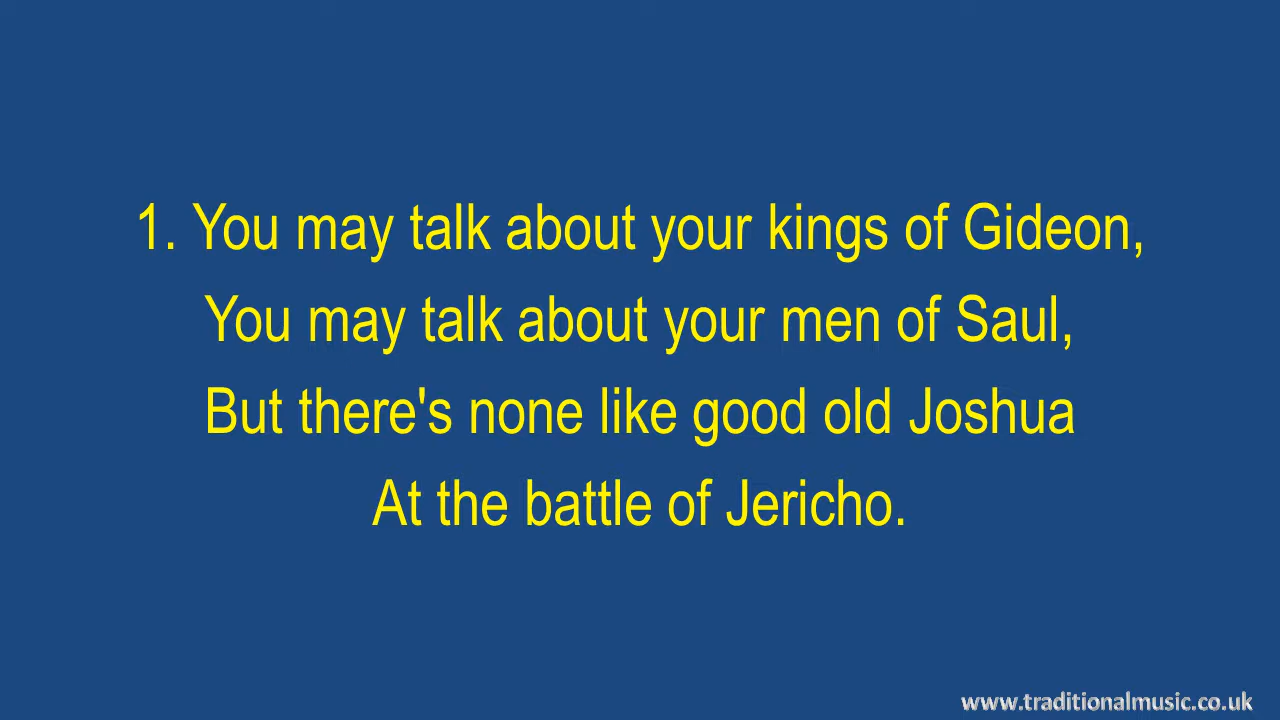 1. You may talk about your kings of Gideon,
You may talk about your men of Saul,
But there's none like good old Joshua
At the battle of Jericho.
www.traditionalmusic.co.uk